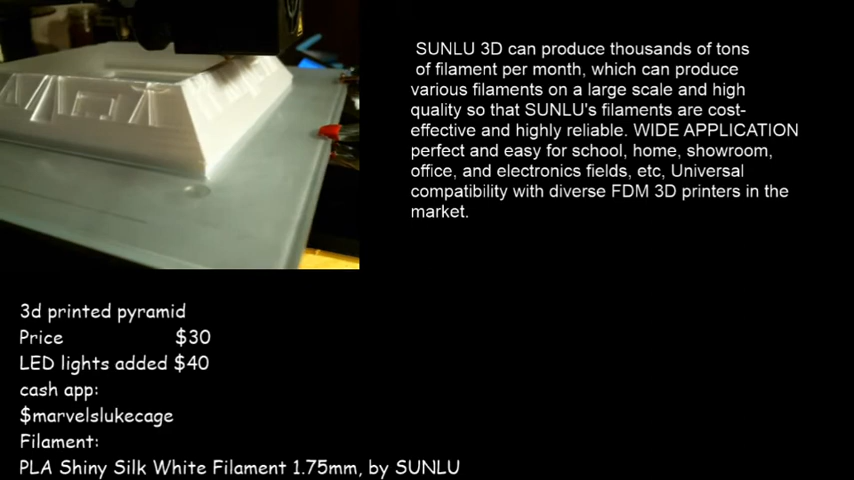 SUNLU 3D can produce thousands of tons
of filament per month, which can produce
various filaments on a large scale and high
quality so that SUNLU's filaments are cost-
effective and highly reliable. WIDE APPLICATION
perfect and easy for school, home, showroom,
office, and electronics fields, etc, Universal
compatibility with diverse FDM 3D printers in the
market.
3d printed pyramid
Price $30
LED lights added $40
cash app:
$marvelslukecage
Filament:
PLA Shiny Silk White Filament 1.75mm, by SUNLU